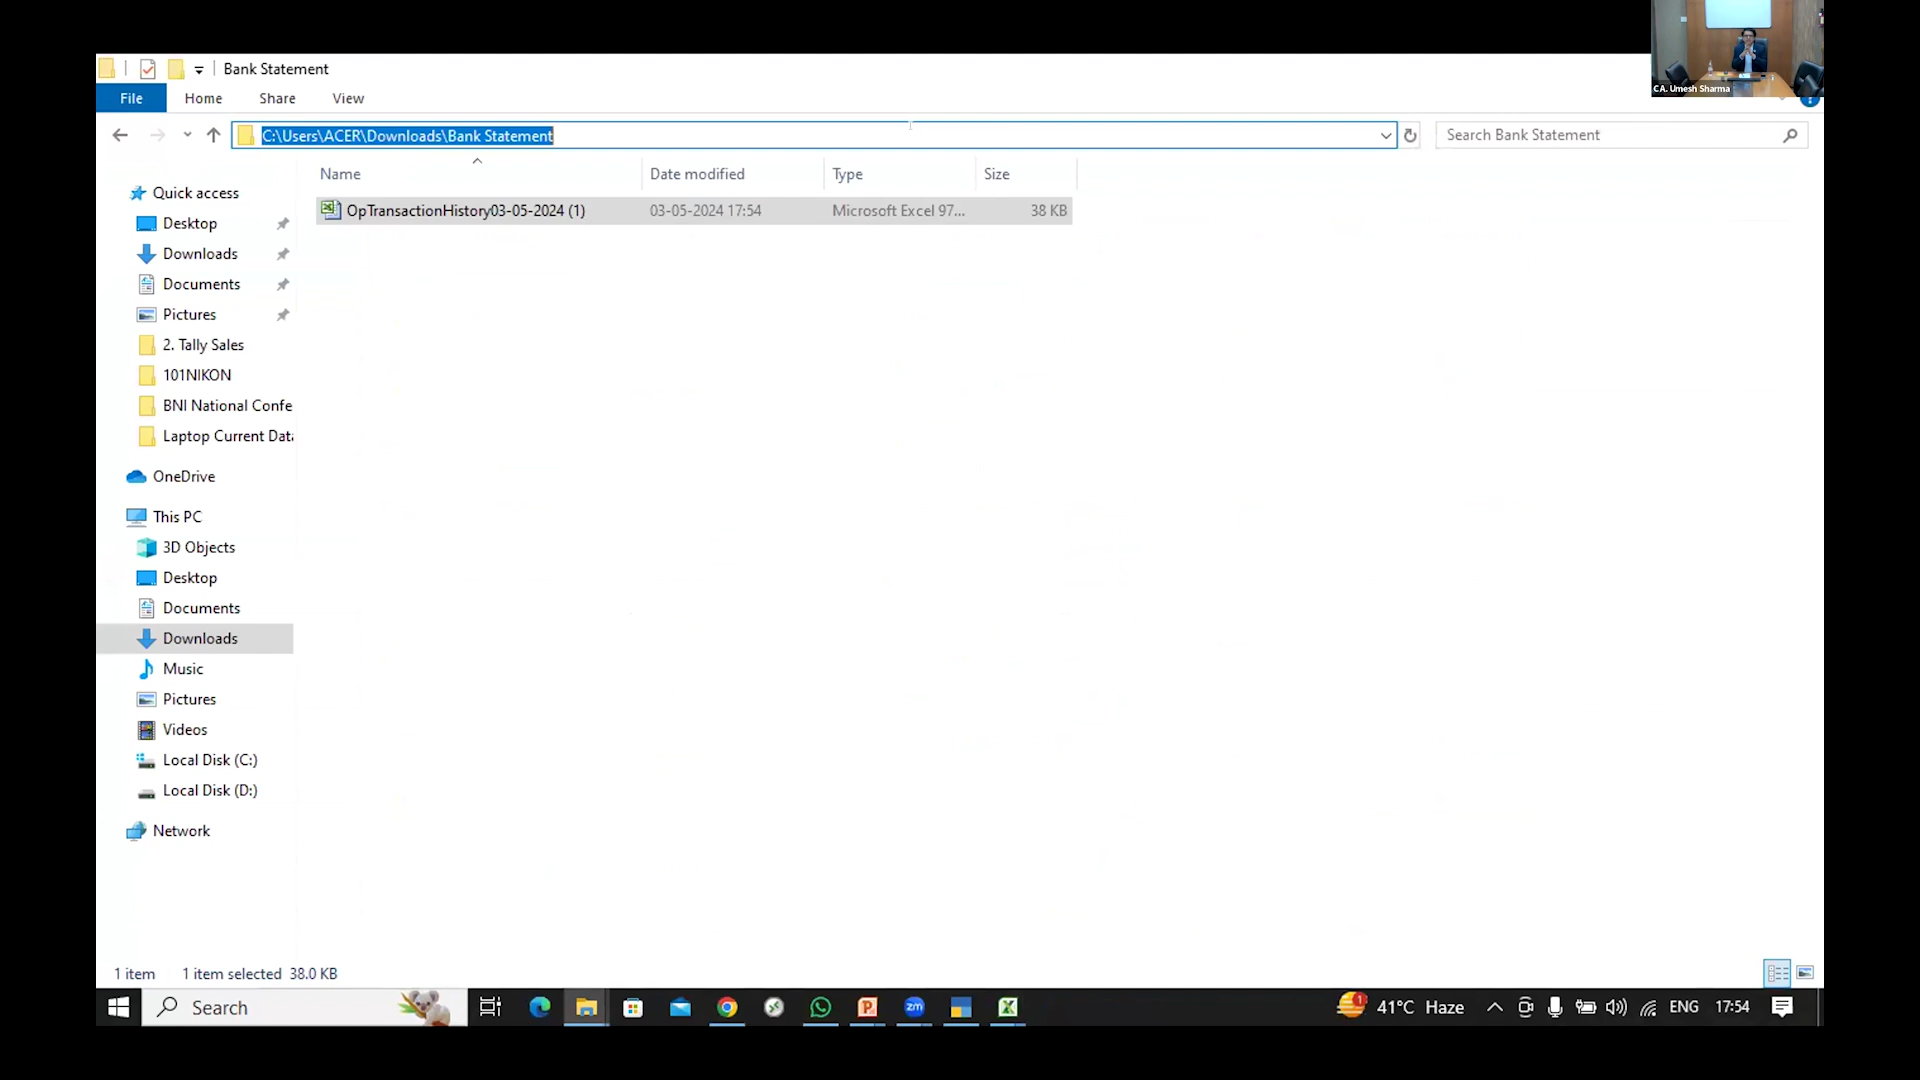 Bank Statement
CA. Umesh Sharma
File Home Share View
C:\Users\ACER\Downloads\Bank Statement
Search Bank Statement
Name Date modified Type Size
OpTransactionHistory03-05-2024 (1) 03-05-2024 17:54 Microsoft Excel 97... 38 KB
Quick access
Desktop
Downloads
Documents
Pictures
2. Tally Sales
101NIKON
BNI National Confe
Laptop Current Data
OneDrive
This PC
3D Objects
Desktop
Documents
Downloads
Music
Pictures
Videos
Local Disk (C:)
Local Disk (D:)
Network
1 item 1 item selected 38.0 KB
Search
zm
1
41°C Haze
ENG
17:54